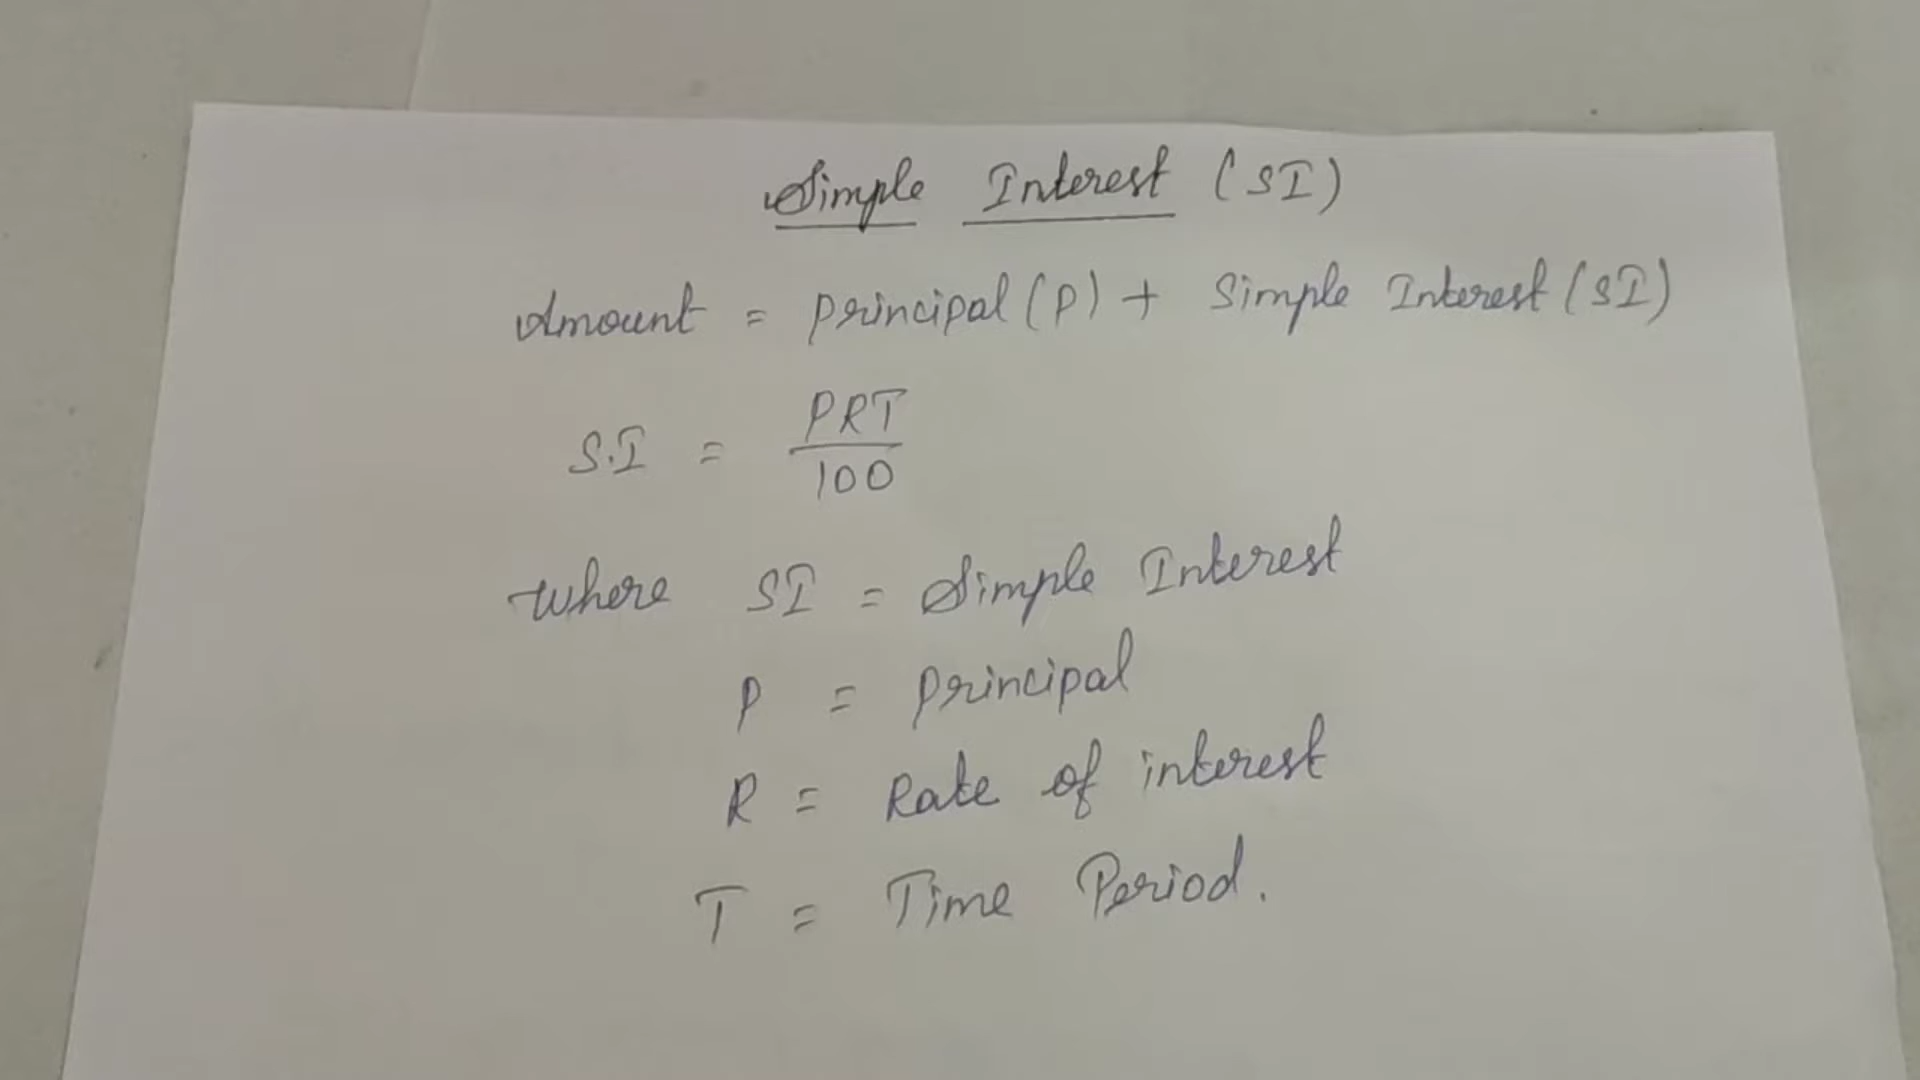 Simple Interest (SI)
Amount = principal (P) + Simple Interest (SI)
S.I = PRT
100
where SI = Simple Interest
P = principal
R = Rate of interest
T = Time Period.